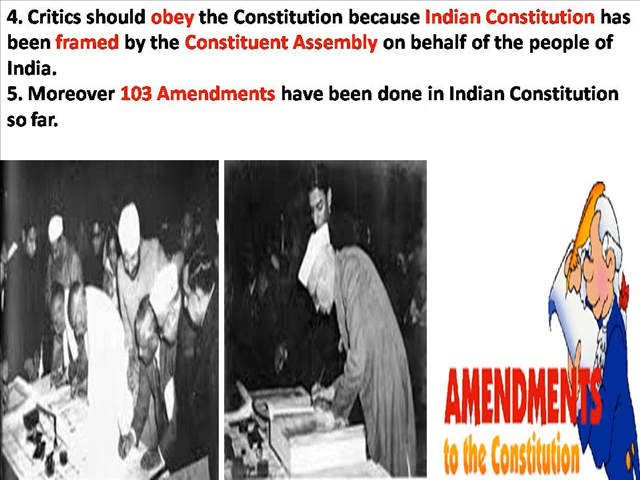 4. Critics should obey the Constitution because Indian Constitution has
been framed by the Constituent Assembly on behalf of the people of
India.
5. Moreover 103 Amendments have been done in Indian Constitution
so far.
AMENDMENTS
to the Constitution